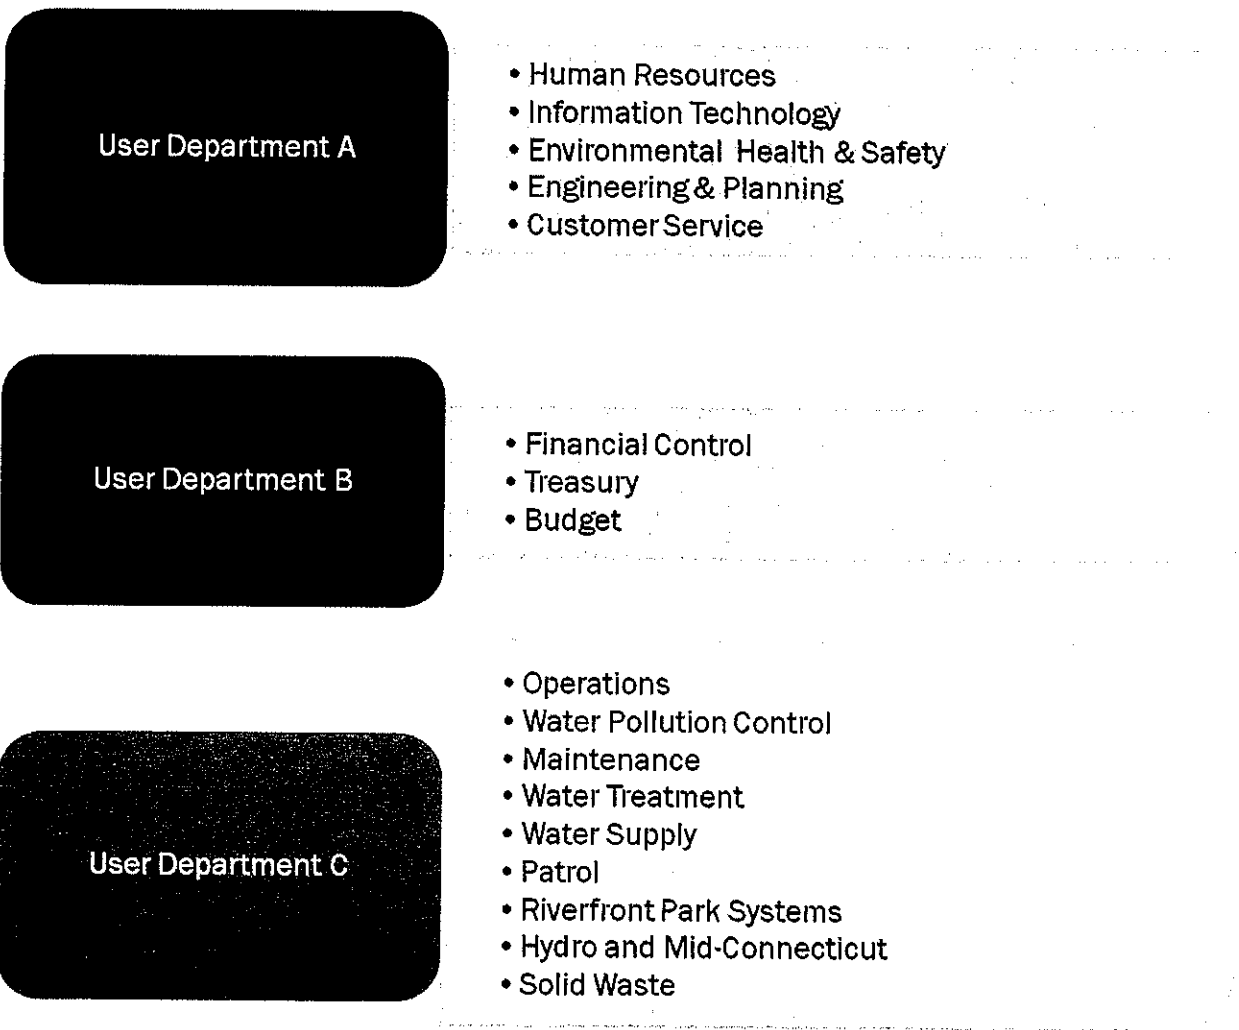 User Department A
• Human Resources
• Information Technology
• Environmental Health & Safety
• Engineering & Planning
• Customer Service
User Department B
• Financial Control
• Treasury
• Budget
User Department C
• Operations
• Water Pollution Control
• Maintenance
• Water Treatment
• Water Supply
• Patrol
• Riverfront Park Systems
• Hydro and Mid-Connecticut
• Solid Waste